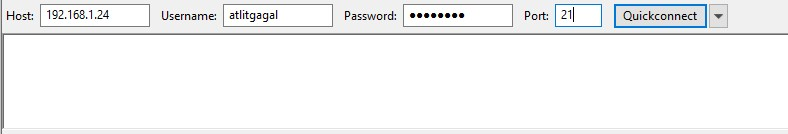 Host: 192.168.1.24 Username: atlitgagal Password: ●●●●●●●● Port: 21 Quickconnect